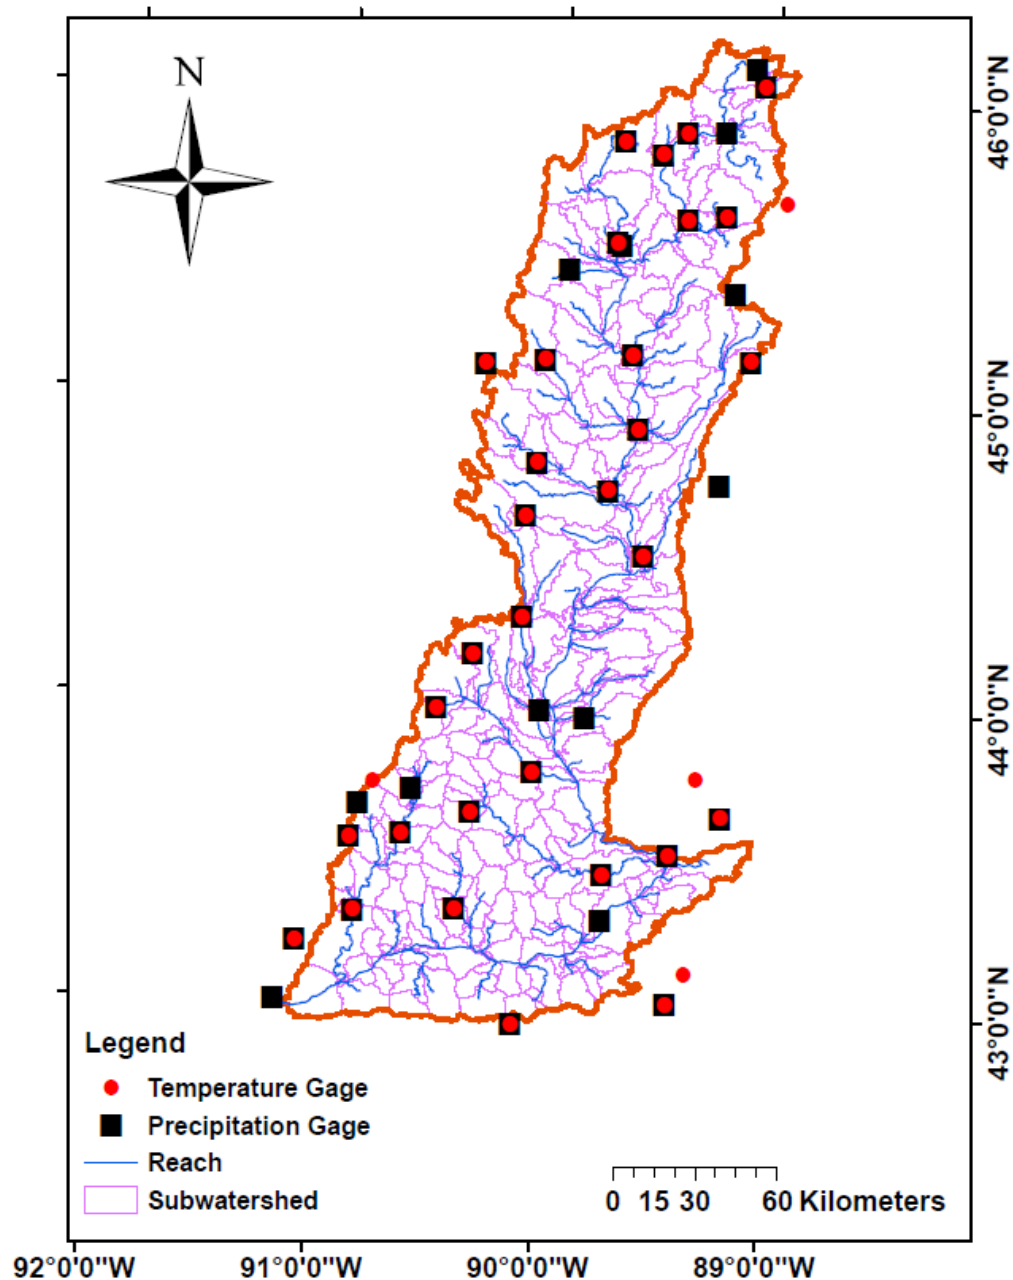 N
46°0'0"N
45°0'0"N
44°0'0"N
43°0'0"N
Legend
Temperature Gage
Precipitation Gage
Reach
Subwatershed
0 15 30 60 Kilometers
92°0'0"W 91°0'0"W 90°0'0"W 89°0'0"W